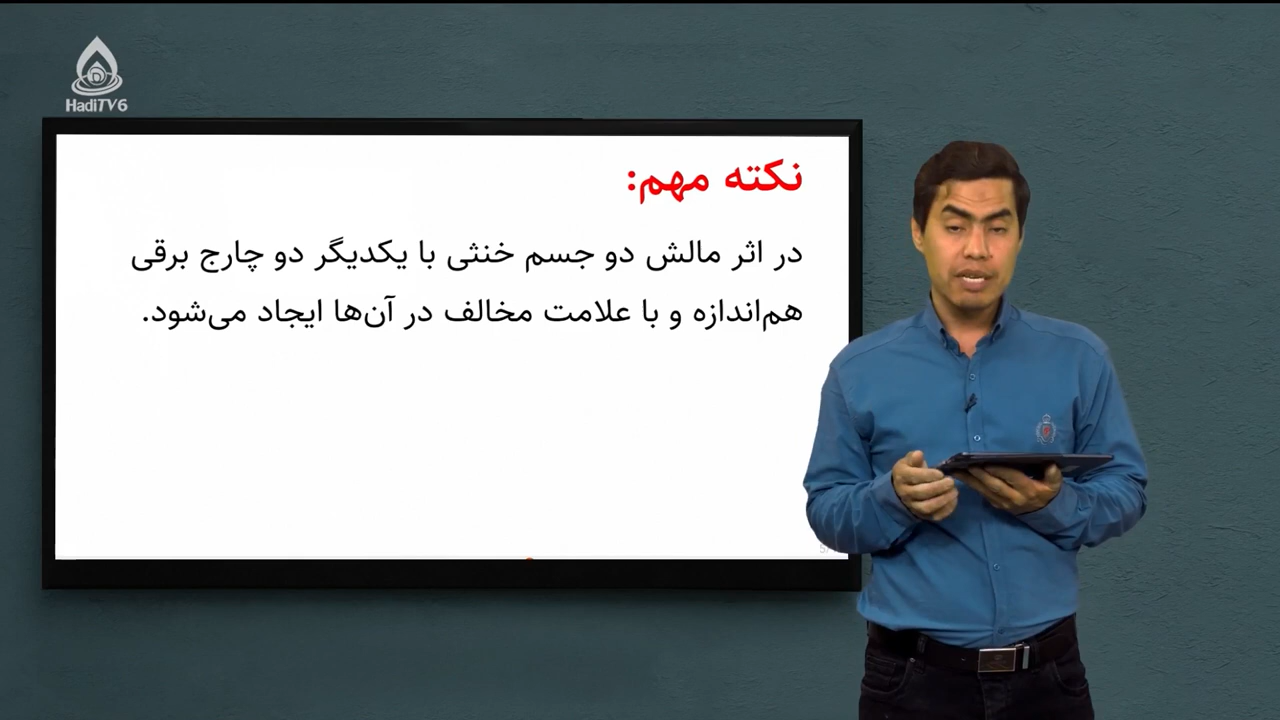 HadiTV6
نکته مهم:
در اثر مالش دو جسم خنثی با یکدیگر دو چارج برقی
هم‌اندازه و با علامت مخالف در آن‌ها ایجاد می‌شود.